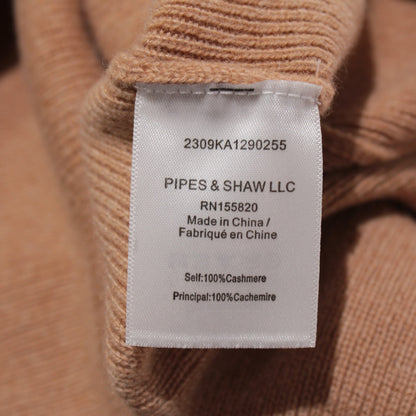 2309KA1290255
PIPES & SHAW LLC
RN155820
Made in China /
Fabriqué en Chine
Self:100%Cashmere
Principal:100%Cachemire